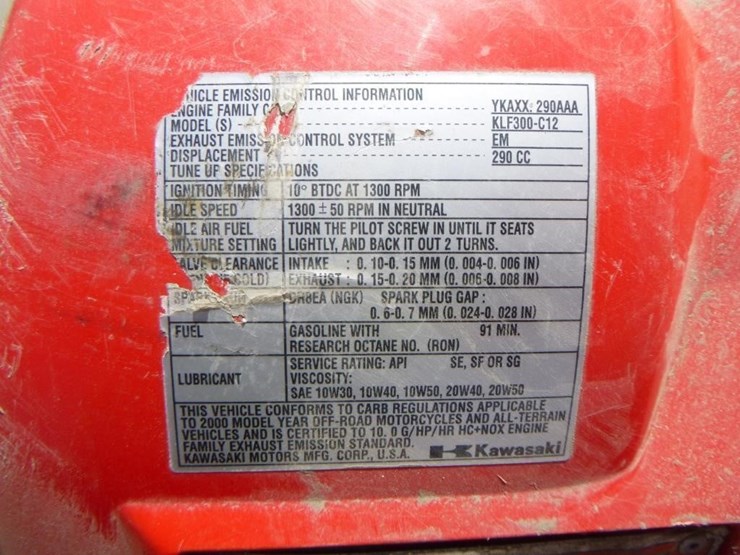 EMISSION CONTROL INFORMATION
ENGINE FAMILY YKAXX. 290AAA
MODEL (S) KLF300-C12
EXHAUST EMISSION CONTROL SYSTEM EM
DISPLACEMENT 290 CC
TUNE UP SPECIFICATIONS
IGNITION TIMING 10° BTDC AT 1300 RPM
IDLE SPEED 1300 ± 50 RPM IN NEUTRAL
IDLE AIR FUEL TURN THE PILOT SCREW IN UNTIL IT SEATS
MIXTURE SETTING LIGHTLY, AND BACK IT OUT 2 TURNS.
VALVE CLEARANCE INTAKE : 0. 10-0. 15 MM (0. 004-0. 006 IN)
COLD) EXHAUST : 0. 15-0. 20 MM (0. 006-0. 008 IN)
DR8EA (NGK) SPARK PLUG GAP :
0. 6-0. 7 MM (0. 024-0. 028 IN)
FUEL GASOLINE WITH 91 MIN.
RESEARCH OCTANE NO. (RON)
SERVICE RATING: API SE, SF OR SG
LUBRICANT VISCOSITY:
SAE 10W30, 10W40, 10W50, 20W40, 20W50
THIS VEHICLE CONFORMS TO CARB REGULATIONS APPLICABLE
TO 2000 MODEL YEAR OFF-ROAD MOTORCYCLES AND ALL-TERRAIN
VEHICLES AND IS CERTIFIED TO 10. 0 G/HP/HR HC+NOX ENGINE
FAMILY EXHAUST EMISSION STANDARD.
KAWASAKI MOTORS MFG. CORP., U.S.A. Kawasaki